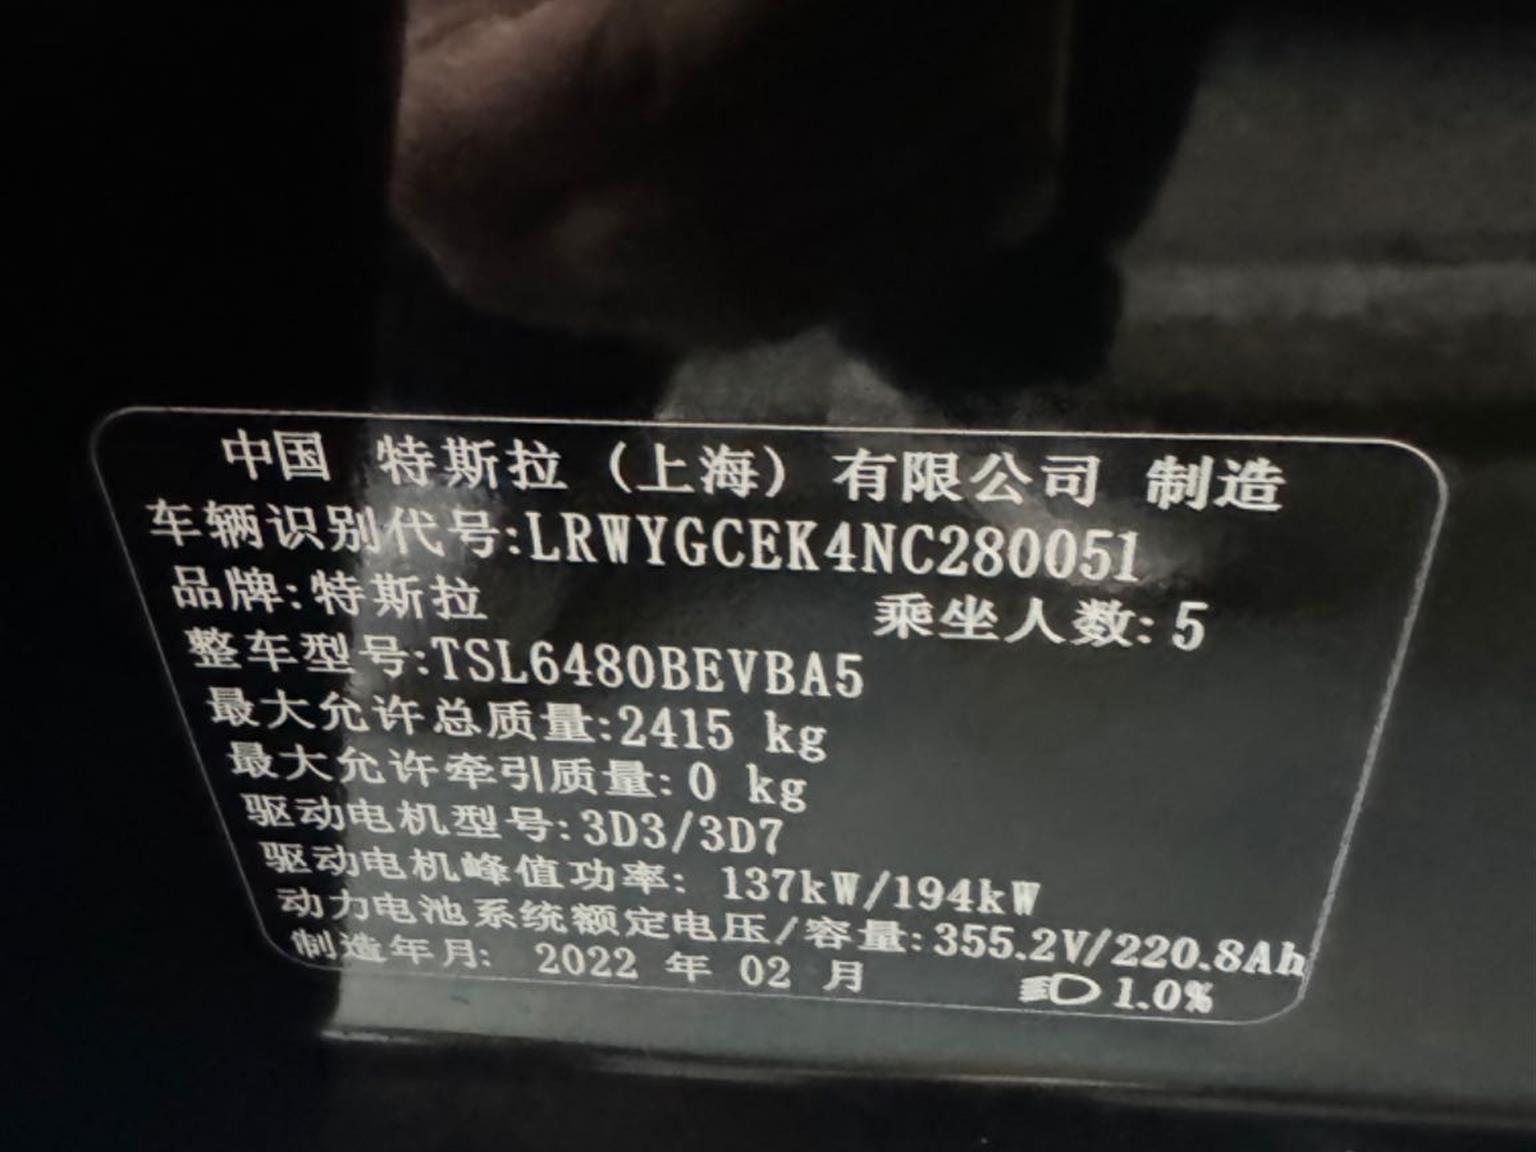 中国 特斯拉（上海）有限公司 制造
车辆识别代号:LRWYGCEK4NC280051
品牌:特斯拉 乘坐人数:5
整车型号:TSL6480BEVBA5
最大允许总质量:2415 kg
最大允许牵引质量:0 kg
驱动电机型号:3D3/3D7
驱动电机峰值功率: 137kW/194kW
动力电池系统额定电压/容量:355.2V/220.8Ah
制造年月: 2022 年 02 月 1.0%